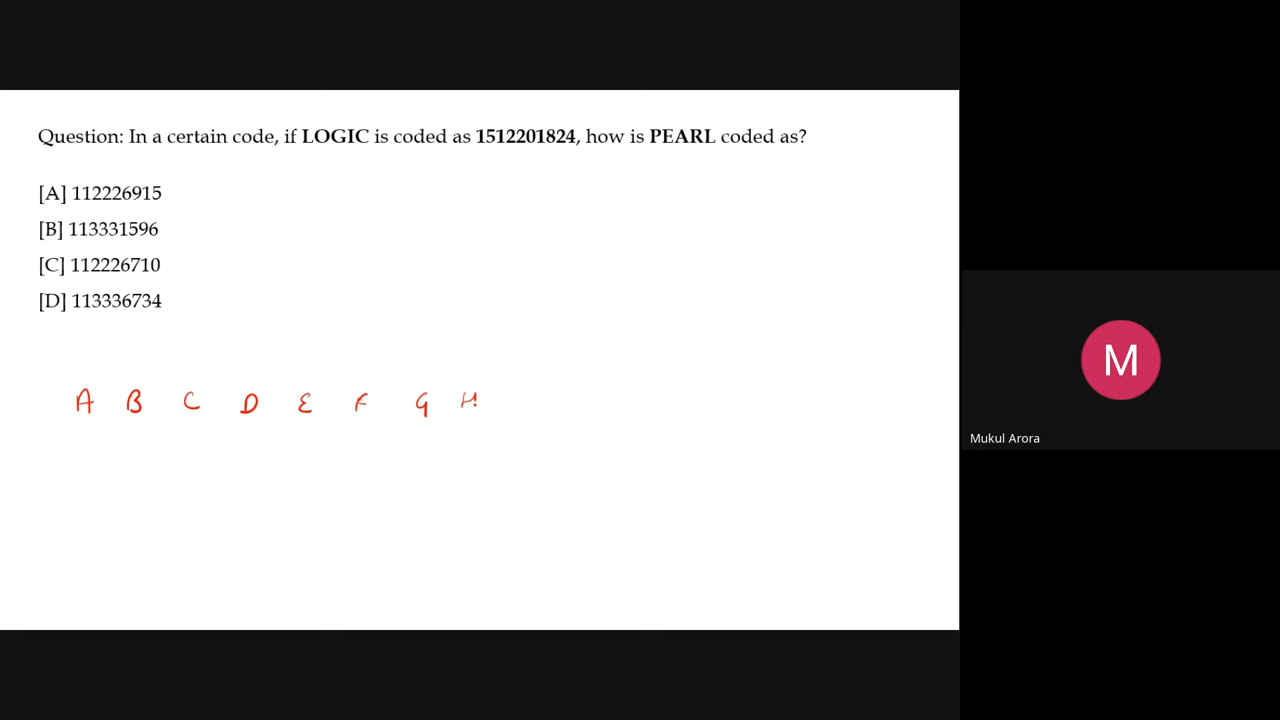 Question: In a certain code, if LOGIC is coded as 1512201824, how is PEARL coded as?
[A] 112226915
[B] 113331596
[C] 112226710
[D] 113336734
A B C D E F G H
M
Mukul Arora